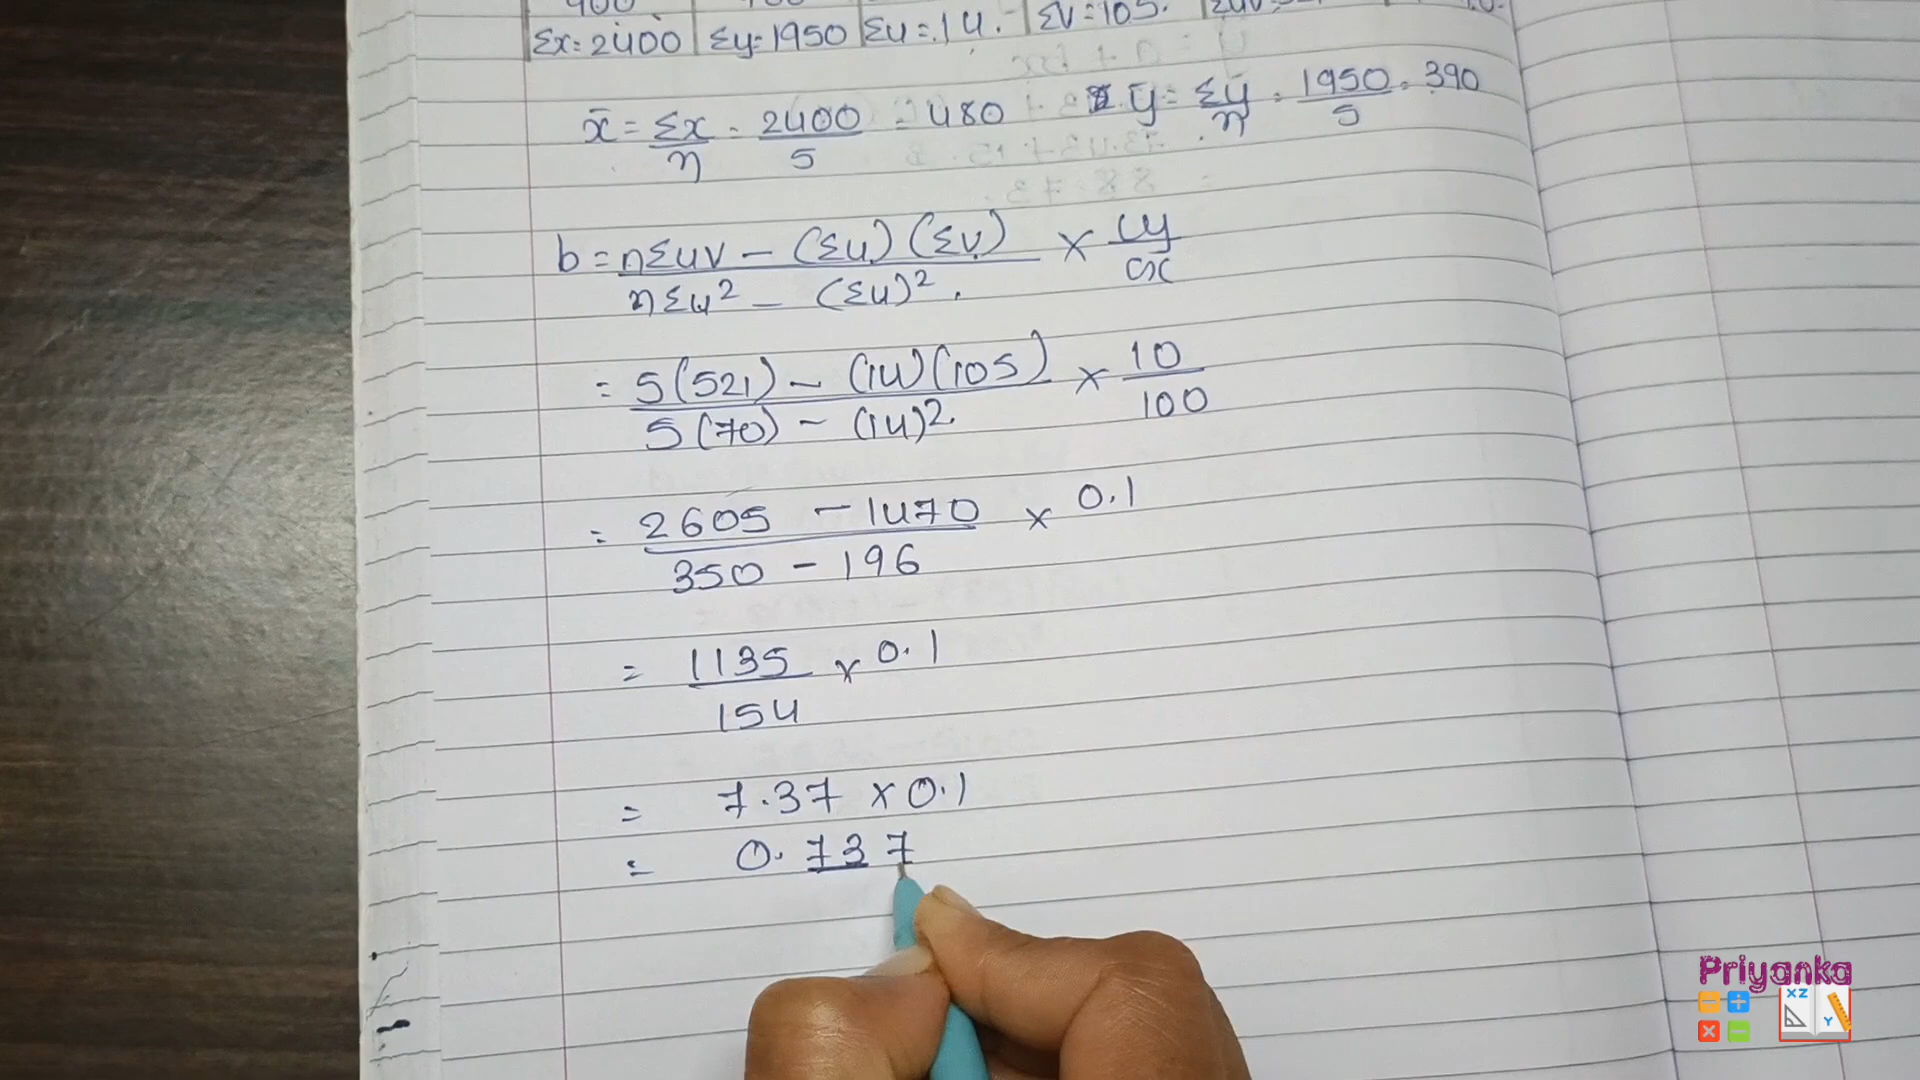 Σx=2400 Σy=1950 Σu=14. Σv=105.
x̄ = Σx/n = 2400/5 = 480 ȳ = Σy/n = 1950/5 = 390
b = nΣuv - (Σu)(Σv) / nΣu² - (Σu)² × cy/cx
= 5(521) - (14)(105) / 5(70) - (14)² × 10/100
= 2605 - 1470 / 350 - 196 × 0.1
= 1135 / 154 × 0.1
= 7.37 × 0.1
= 0.737
Priyanka
XZ
Y